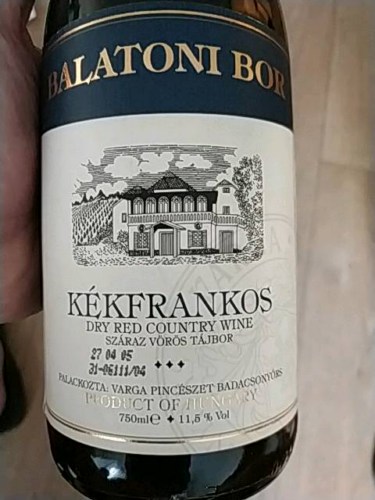 BALATONI BOR
KÉKFRANKOS
DRY RED COUNTRY WINE
SZÁRAZ VÖRÖS TÁJBOR
27 04 05
31-06111/04
PALACKOZTA: VARGA PINCÉSZET BADACSONYÖRS
PRODUCT OF HUNGARY
750ml℮ ✦ 11,5 % Vol